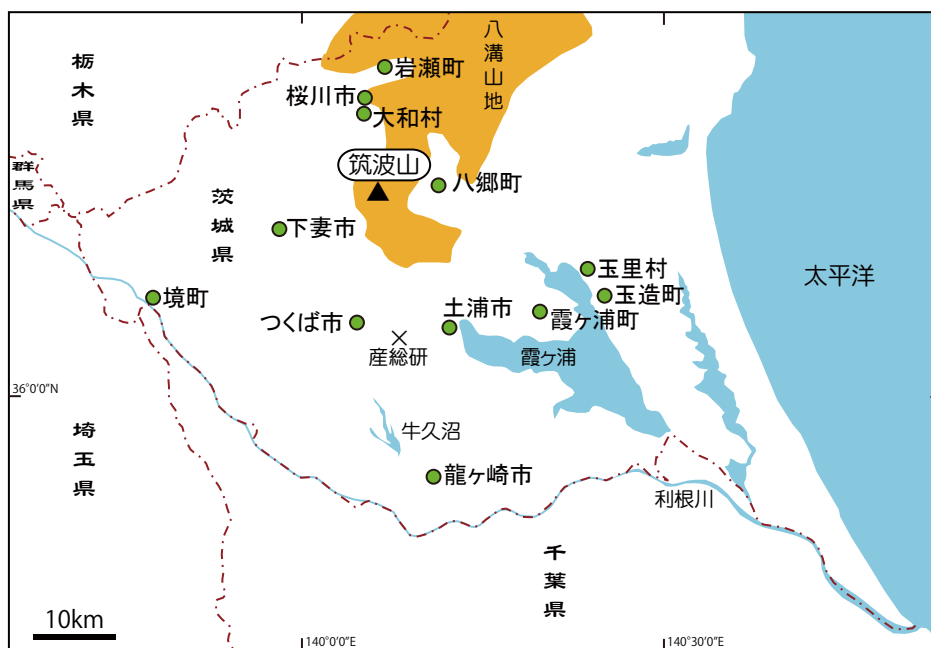 八溝山地
栃木県
岩瀬町
桜川市
大和村
筑波山
群馬県
八郷町
茨城県
下妻市
玉里村
太平洋
境町
玉造町
土浦市
霞ヶ浦町
つくば市
産総研
霞ヶ浦
36°0'0"N
牛久沼
埼玉県
龍ヶ崎市
利根川
千葉県
10km
140°0'0"E
140°30'0"E